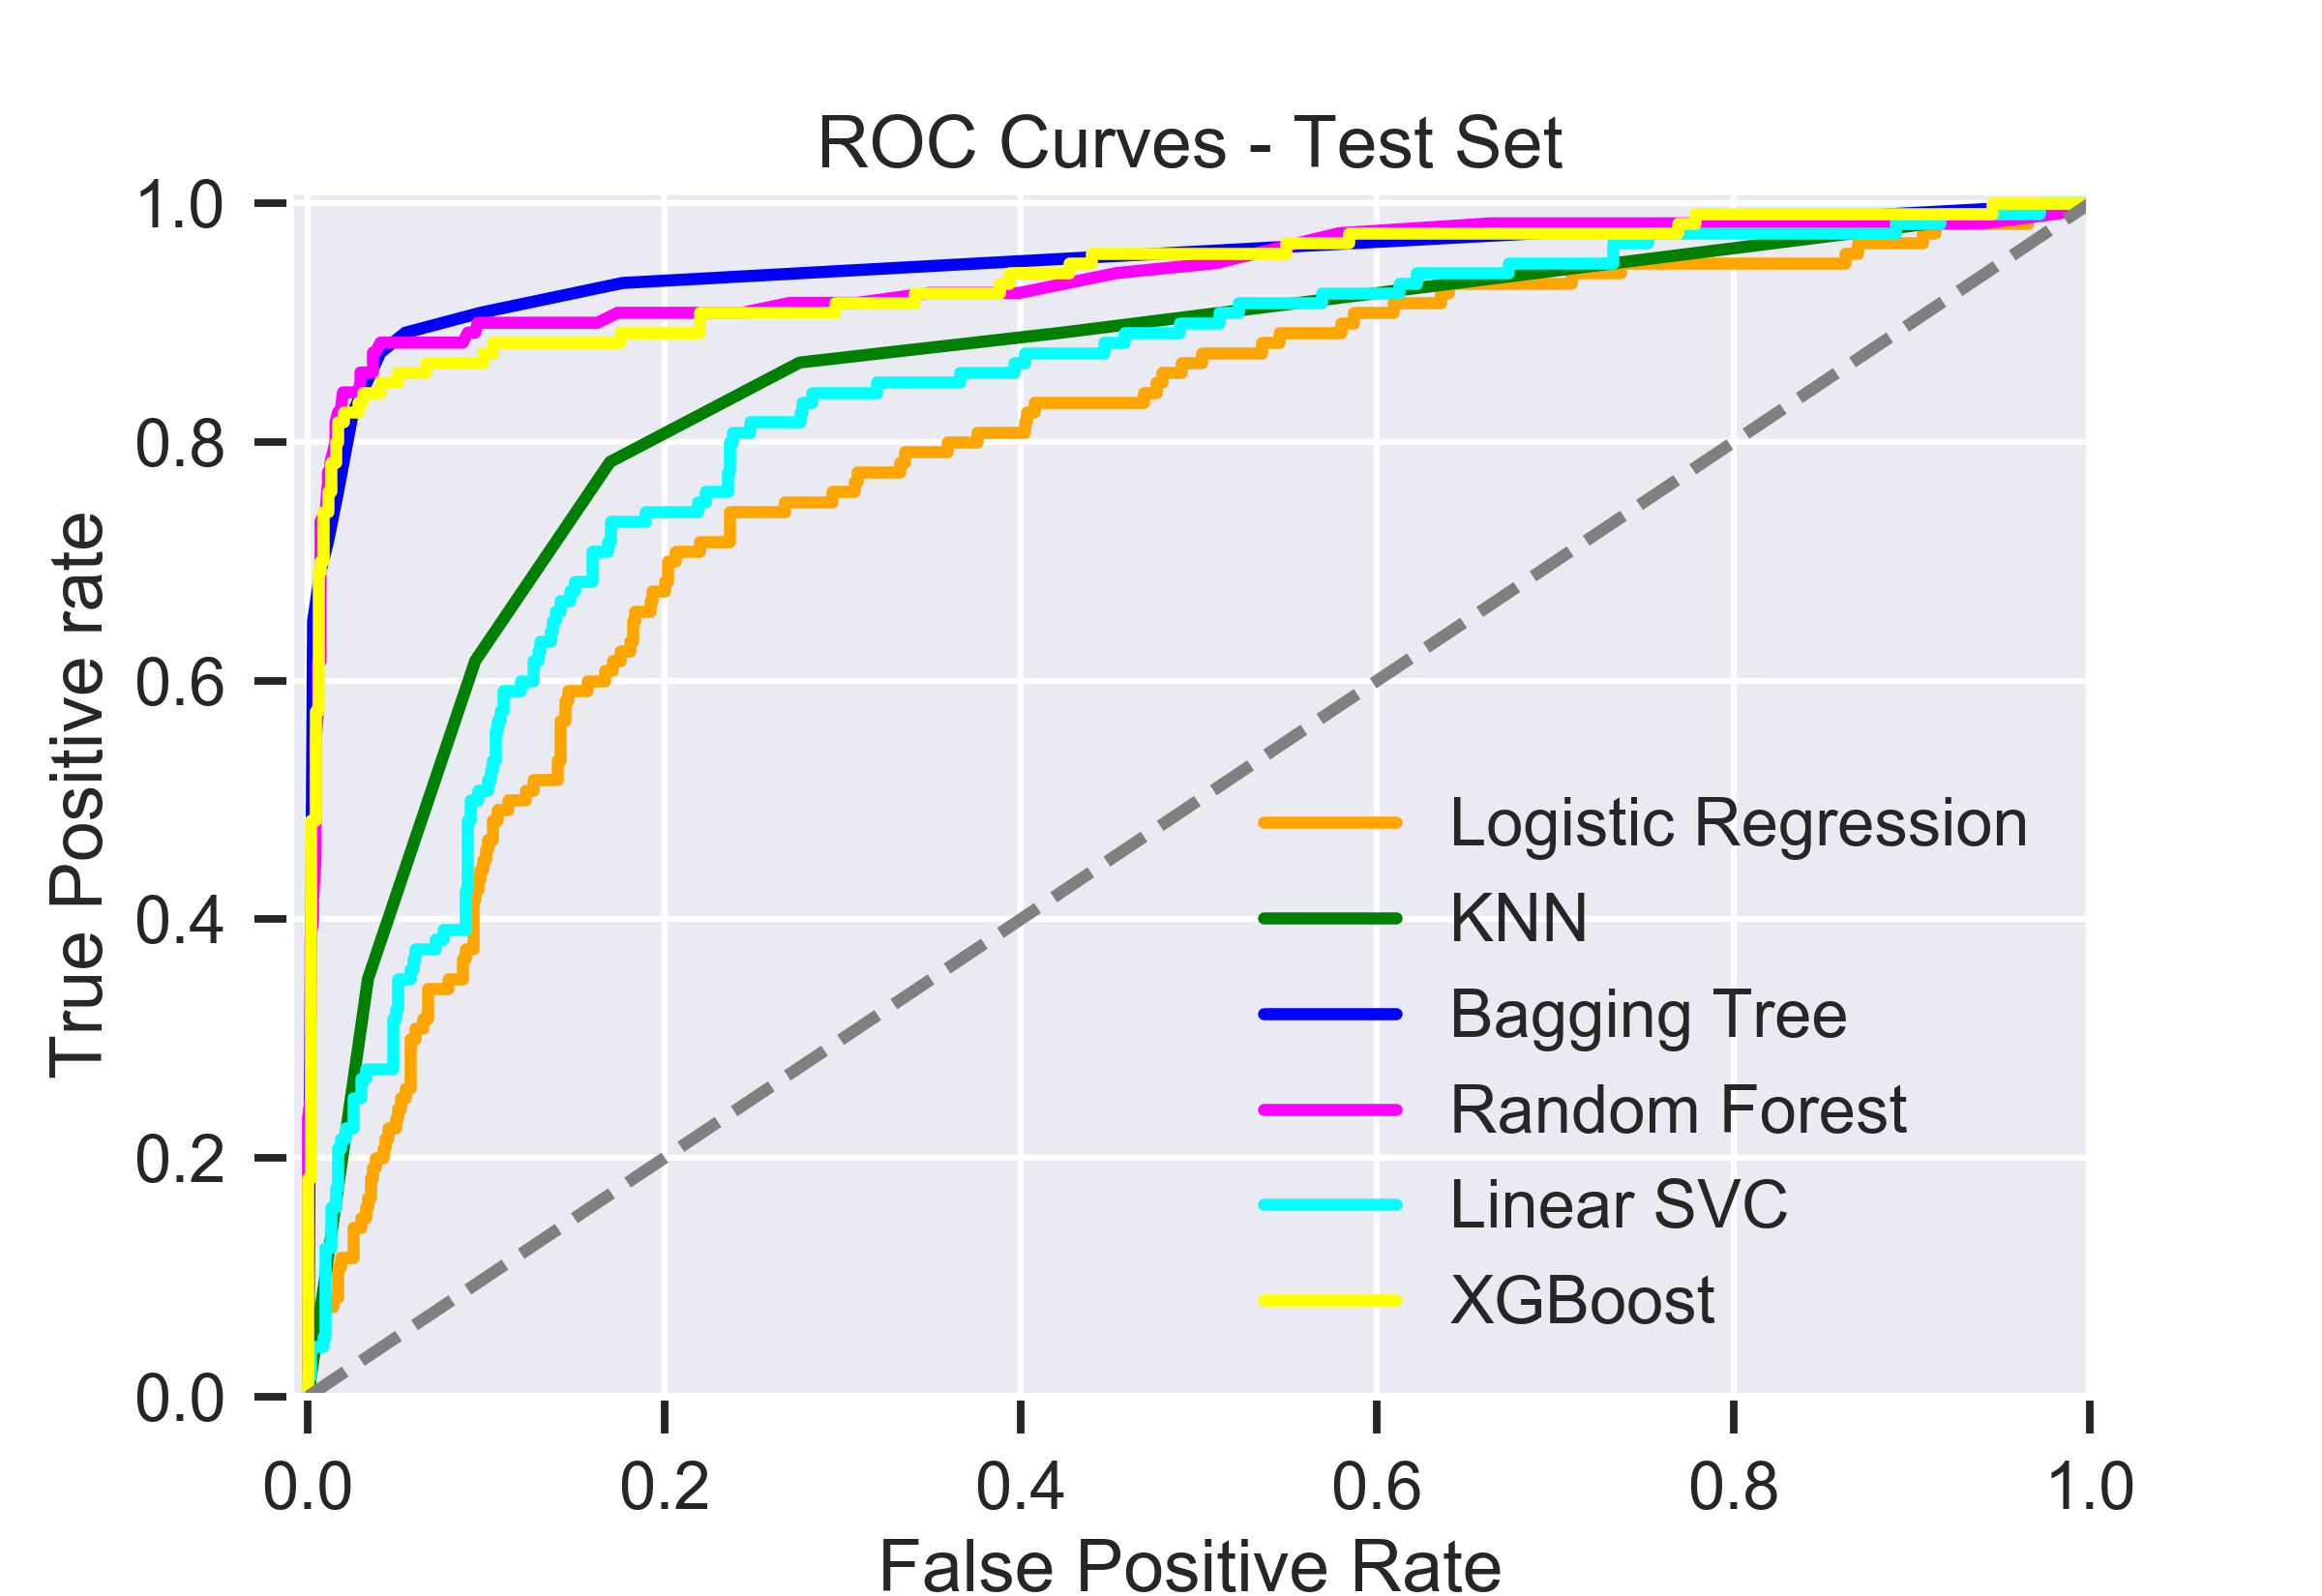 ROC Curves - Test Set
1.0
0.8
0.6
0.4
0.2
0.0
True Positive rate
Logistic Regression
KNN
Bagging Tree
Random Forest
Linear SVC
XGBoost
0.0 0.2 0.4 0.6 0.8 1.0
False Positive Rate